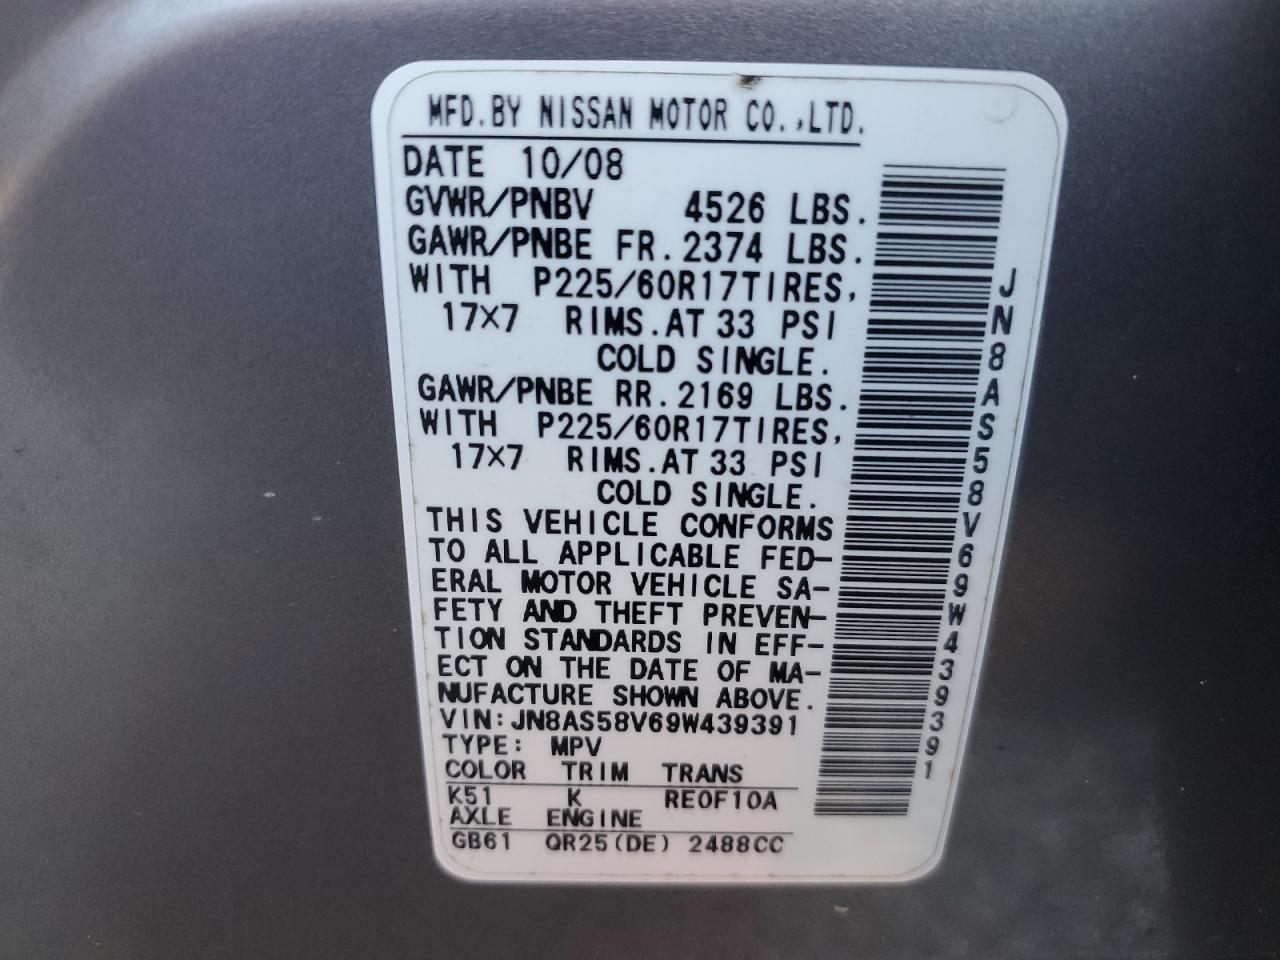 MFD.BY NISSAN MOTOR CO.,LTD.
DATE 10/08
GVWR/PNBV 4526 LBS.
GAWR/PNBE FR.2374 LBS.
WITH P225/60R17TIRES,
17×7 RIMS.AT 33 PSI
COLD SINGLE.
GAWR/PNBE RR.2169 LBS.
WITH P225/60R17TIRES,
17×7 RIMS.AT 33 PSI
COLD SINGLE.
THIS VEHICLE CONFORMS
TO ALL APPLICABLE FED-
ERAL MOTOR VEHICLE SA-
FETY AND THEFT PREVEN-
TION STANDARDS IN EFF-
ECT ON THE DATE OF MA-
NUFACTURE SHOWN ABOVE.
VIN:JN8AS58V69W439391
TYPE: MPV
COLOR TRIM TRANS
K51 K RE0F10A
AXLE ENGINE
GB61 QR25(DE) 2488CC
JN8AS58V69W439391